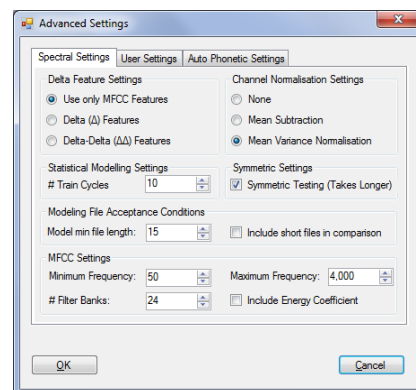 Advanced Settings
Spectral Settings User Settings Auto Phonetic Settings
Delta Feature Settings
Use only MFCC Features
Delta (Δ) Features
Delta-Delta (ΔΔ) Features
Channel Normalisation Settings
None
Mean Subtraction
Mean Variance Normalisation
Statistical Modelling Settings
# Train Cycles 10
Symmetric Settings
Symmetric Testing (Takes Longer)
Modeling File Acceptance Conditions
Model min file length: 15 Include short files in comparison
MFCC Settings
Minimum Frequency: 50 Maximum Frequency: 4,000
# Filter Banks: 24 Include Energy Coefficient
OK Cancel